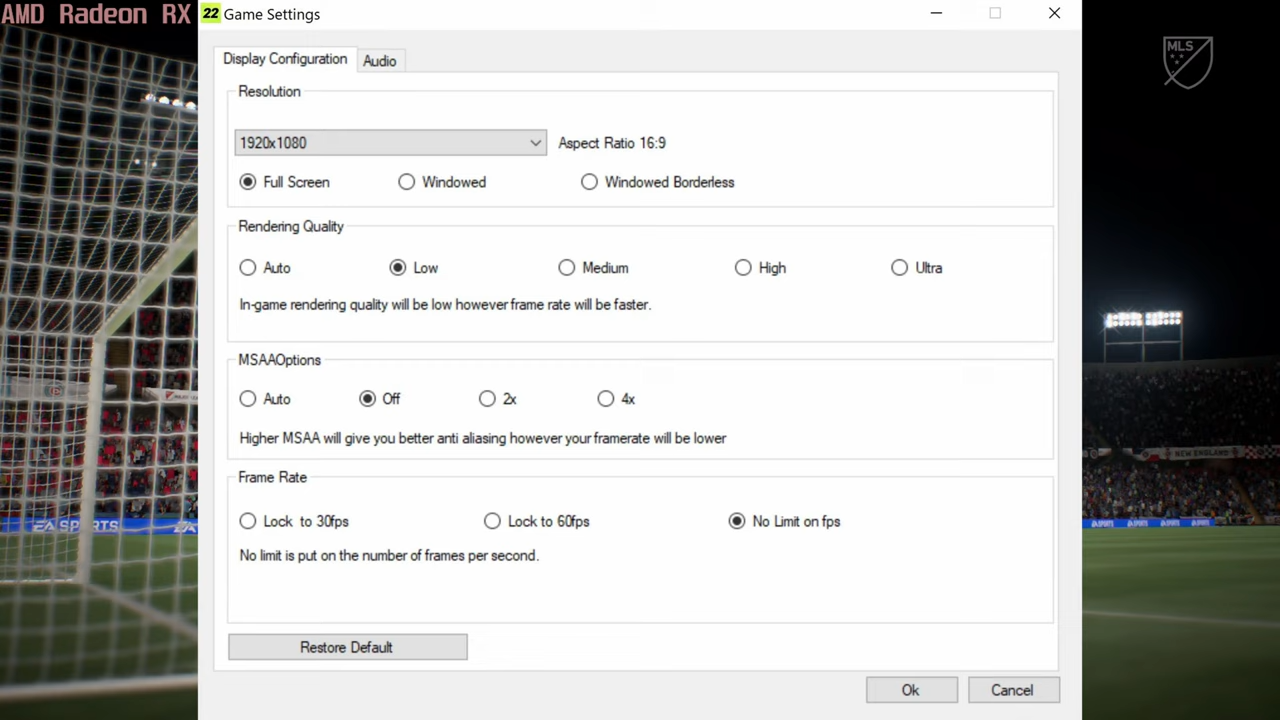 AMD Radeon RX
22 Game Settings
MLS
Display Configuration
Audio
Resolution
1920x1080
Aspect Ratio 16:9
Full Screen
Windowed
Windowed Borderless
Rendering Quality
Auto
Low
Medium
High
Ultra
In-game rendering quality will be low however frame rate will be faster.
MSAAOptions
Auto
Off
2x
4x
Higher MSAA will give you better anti aliasing however your framerate will be lower
NEW ENGLAND
Frame Rate
Lock to 30fps
Lock to 60fps
No Limit on fps
EA SPORTS
EA
EA SPORTS
No limit is put on the number of frames per second.
Restore Default
Ok
Cancel